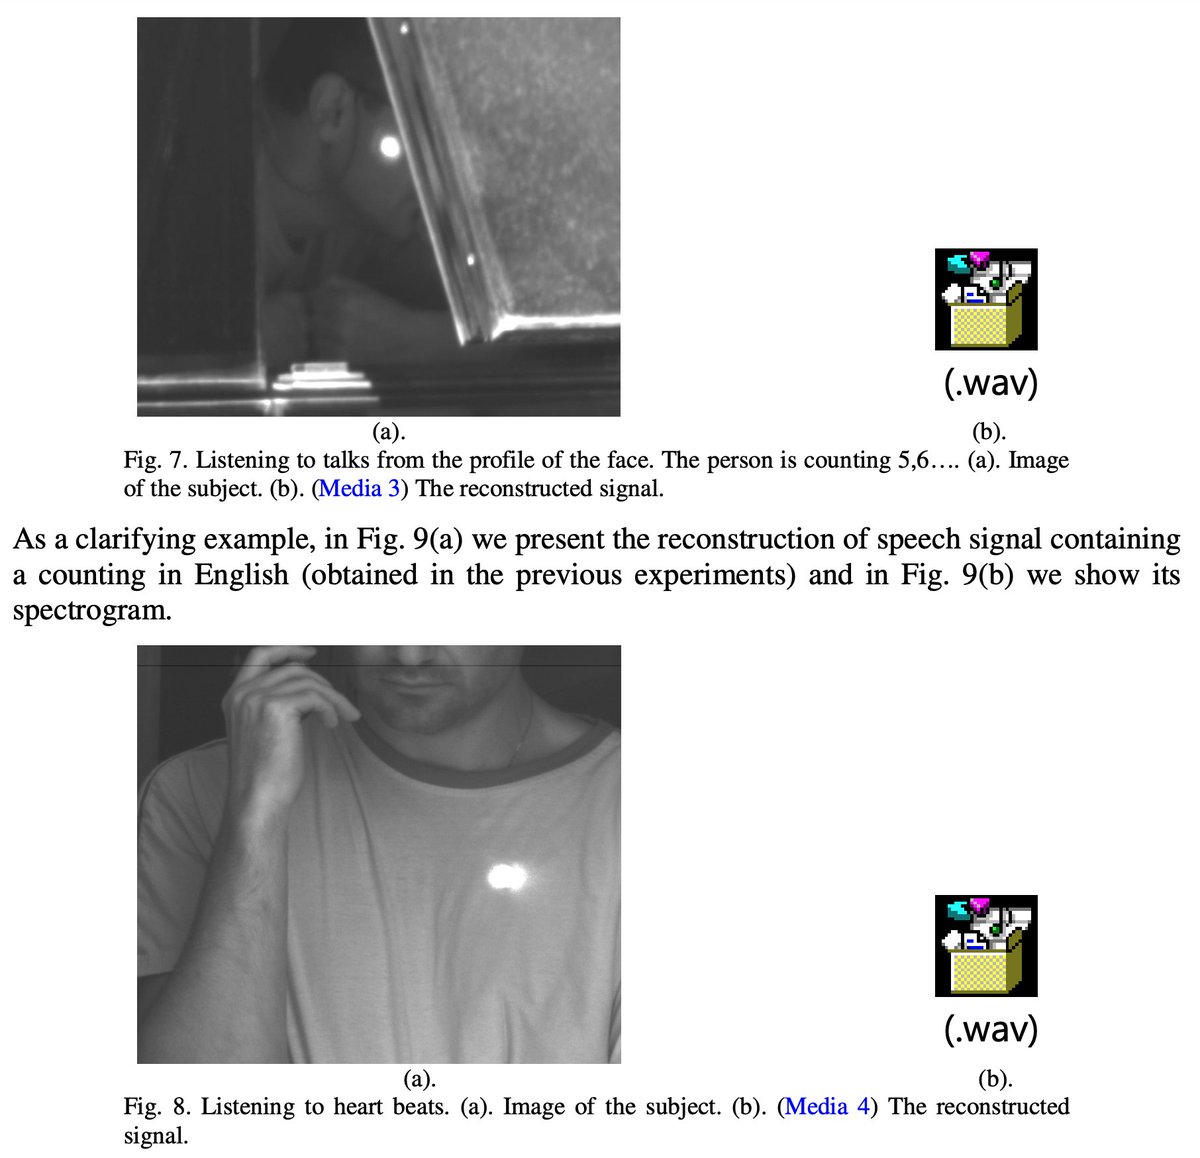 (.wav)
(a).
(b).
Fig. 7. Listening to talks from the profile of the face. The person is counting 5,6…. (a). Image
of the subject. (b). (Media 3) The reconstructed signal.
As a clarifying example, in Fig. 9(a) we present the reconstruction of speech signal containing
a counting in English (obtained in the previous experiments) and in Fig. 9(b) we show its
spectrogram.
(.wav)
(a).
(b).
Fig. 8. Listening to heart beats. (a). Image of the subject. (b). (Media 4) The reconstructed
signal.